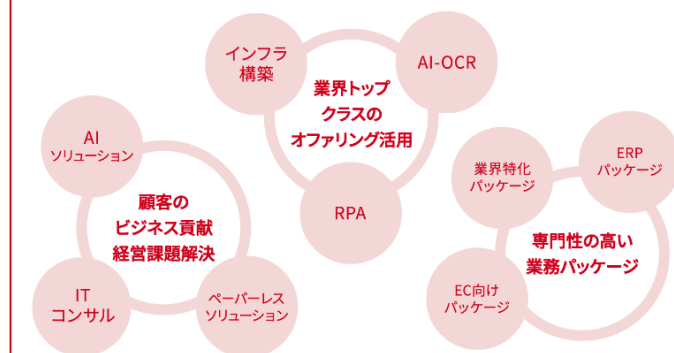 インフラ
構築
AI-OCR
業界トップ
クラスの
オファリング活用
RPA
AI
ソリューション
顧客の
ビジネス貢献
経営課題解決
IT
コンサル
ペーパーレス
ソリューション
ERP
パッケージ
業界特化
パッケージ
専門性の高い
業務パッケージ
EC向け
パッケージ